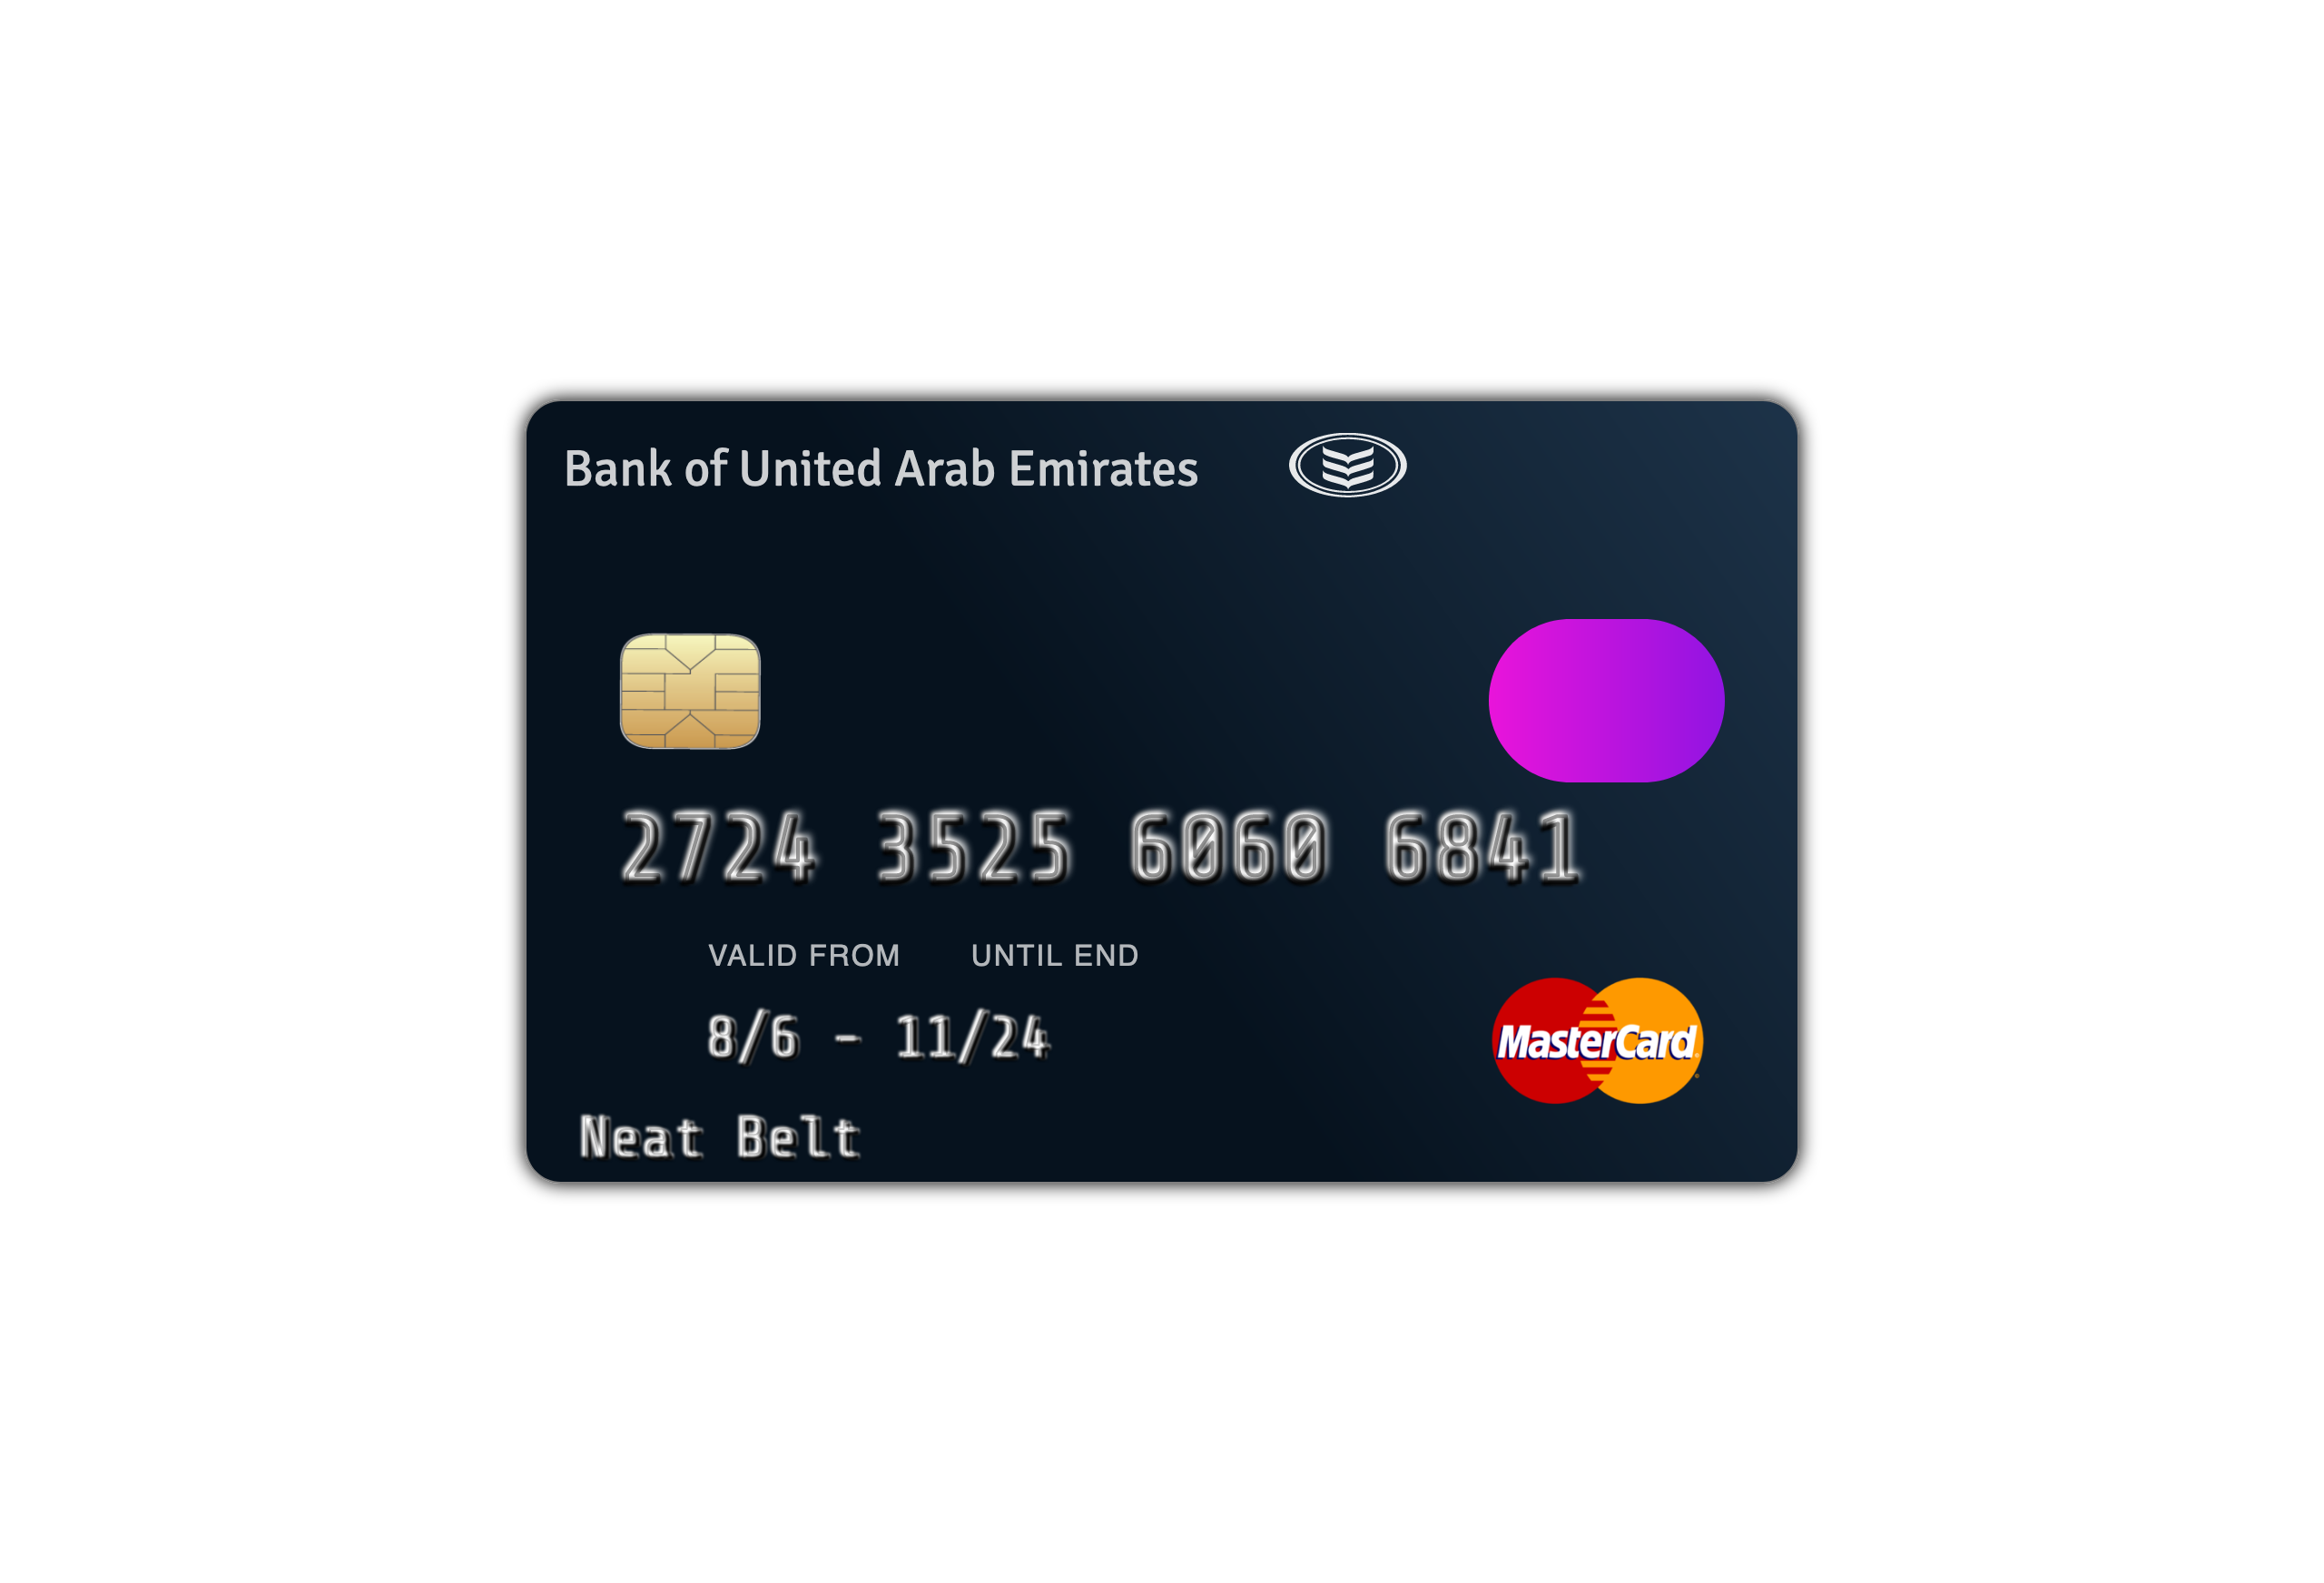 Bank of United Arab Emirates
2724 3525 6060 6841
VALID FROM UNTIL END
8/6 - 11/24
MasterCard
Neat Belt